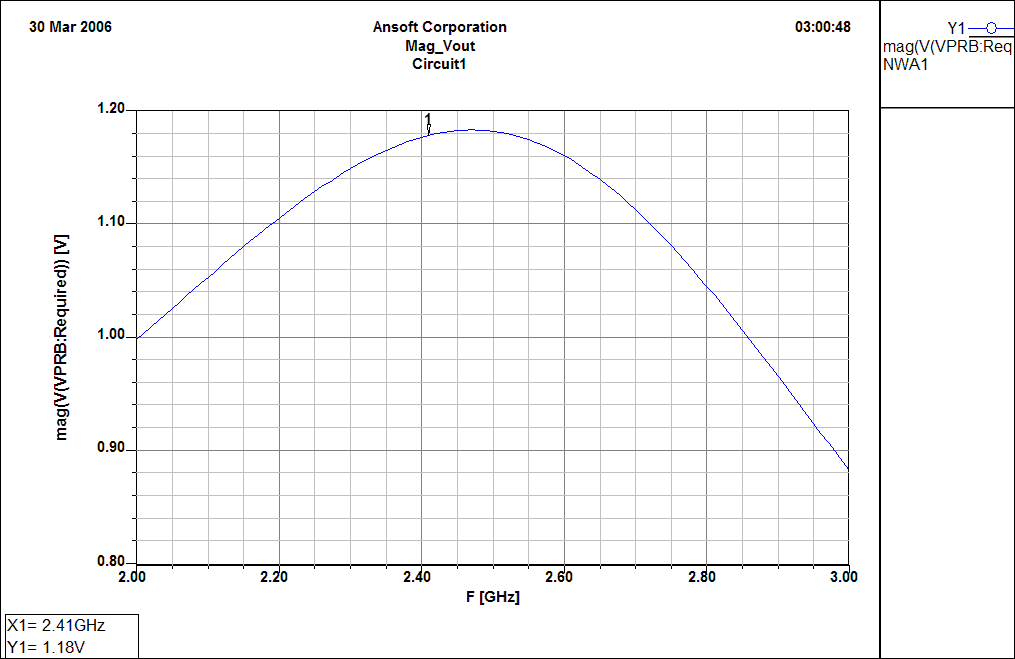 30 Mar 2006
Ansoft Corporation
03:00:48
Mag_Vout
Circuit1
Y1
mag(V(VPRB:Req
NWA1
1
1.20
1.10
1.00
0.90
0.80
mag(V(VPRB:Required)) [V]
2.00 2.20 2.40 2.60 2.80 3.00
F [GHz]
X1= 2.41GHz
Y1= 1.18V